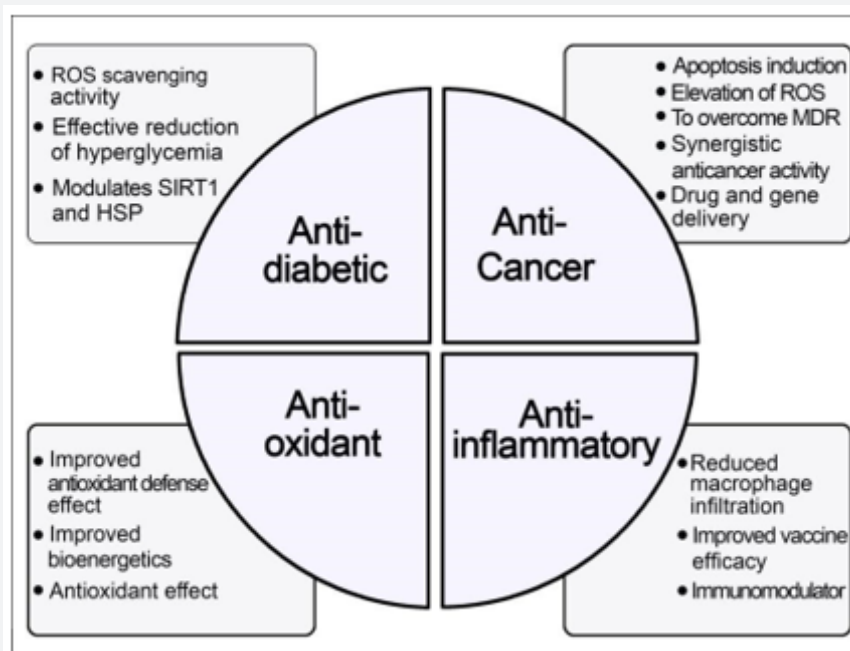 • ROS scavenging
activity
• Effective reduction
of hyperglycemia
• Modulates SIRT1
and HSP
• Apoptosis induction
• Elevation of ROS
• To overcome MDR
• Synergistic
anticancer activity
• Drug and gene
delivery
Anti-
diabetic
Anti-
Cancer
Anti-
oxidant
Anti-
inflammatory
• Improved
antioxidant defense
effect
• Improved
bioenergetics
• Antioxidant effect
• Reduced
macrophage
infiltration
• Improved vaccine
efficacy
• Immunomodulator